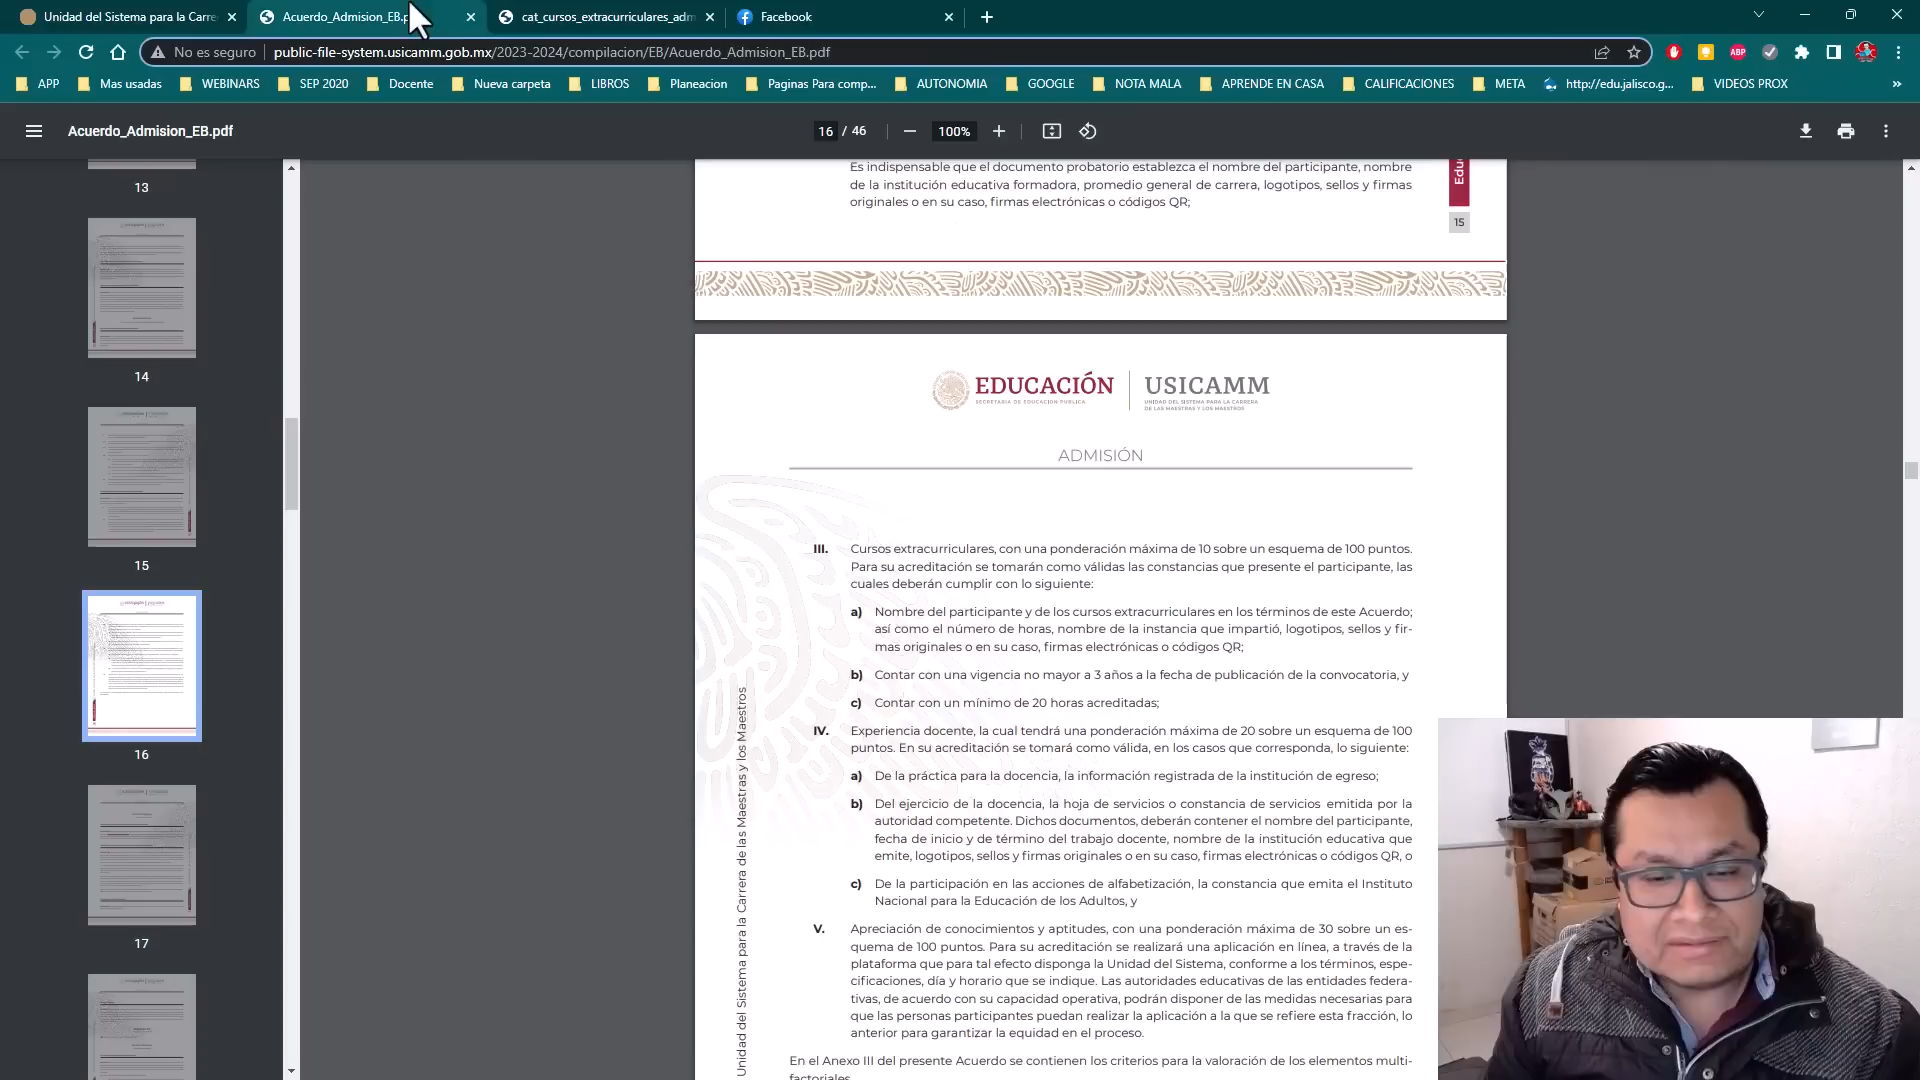 Unidad del Sistema para la Carre
Acuerdo_Admision_EB.p
cat_cursos_extracurriculares_adm
Facebook
No es seguro
public-file-system.usicamm.gob.mx/2023-2024/compilacion/EB/Acuerdo_Admision_EB.pdf
APP
Mas usadas
WEBINARS
SEP 2020
Docente
Nueva carpeta
LIBROS
Planeacion
Paginas Para comp...
AUTONOMIA
GOOGLE
NOTA MALA
APRENDE EN CASA
CALIFICACIONES
META
http://edu.jalisco.g...
VIDEOS PROX
»
Acuerdo_Admision_EB.pdf
16 / 46
100%
13
14
15
16
17
Es indispensable que el documento probatorio establezca el nombre del participante, nombre
de la institución educativa formadora, promedio general de carrera, logotipos, sellos y firmas
originales o en su caso, firmas electrónicas o códigos QR;
Edu
15
EDUCACIÓN
SECRETARÍA DE EDUCACIÓN PÚBLICA
USICAMM
UNIDAD DEL SISTEMA PARA LA CARRERA
DE LAS MAESTRAS Y LOS MAESTROS
ADMISIÓN
III. Cursos extracurriculares, con una ponderación máxima de 10 sobre un esquema de 100 puntos.
Para su acreditación se tomarán como válidas las constancias que presente el participante, las
cuales deberán cumplir con lo siguiente:
a) Nombre del participante y de los cursos extracurriculares en los términos de este Acuerdo;
así como el número de horas, nombre de la instancia que impartió, logotipos, sellos y fir-
mas originales o en su caso, firmas electrónicas o códigos QR;
b) Contar con una vigencia no mayor a 3 años a la fecha de publicación de la convocatoria, y
c) Contar con un mínimo de 20 horas acreditadas;
IV. Experiencia docente, la cual tendrá una ponderación máxima de 20 sobre un esquema de 100
puntos. En su acreditación se tomará como válida, en los casos que corresponda, lo siguiente:
a) De la práctica para la docencia, la información registrada de la institución de egreso;
b) Del ejercicio de la docencia, la hoja de servicios o constancia de servicios emitida por la
autoridad competente. Dichos documentos, deberán contener el nombre del participante,
fecha de inicio y de término del trabajo docente, nombre de la institución educativa que
emite, logotipos, sellos y firmas originales o en su caso, firmas electrónicas o códigos QR, o
c) De la participación en las acciones de alfabetización, la constancia que emita el Instituto
Nacional para la Educación de los Adultos, y
V. Apreciación de conocimientos y aptitudes, con una ponderación máxima de 30 sobre un es-
quema de 100 puntos. Para su acreditación se realizará una aplicación en línea, a través de la
plataforma que para tal efecto disponga la Unidad del Sistema, conforme a los términos, espe-
cificaciones, día y horario que se indique. Las autoridades educativas de las entidades federa-
tivas, de acuerdo con su capacidad operativa, podrán disponer de las medidas necesarias para
que las personas participantes puedan realizar la aplicación a la que se refiere esta fracción, lo
anterior para garantizar la equidad en el proceso.
En el Anexo III del presente Acuerdo se contienen los criterios para la valoración de los elementos multi-
factoriales
Unidad del Sistema para la Carrera de las Maestras y los Maestros